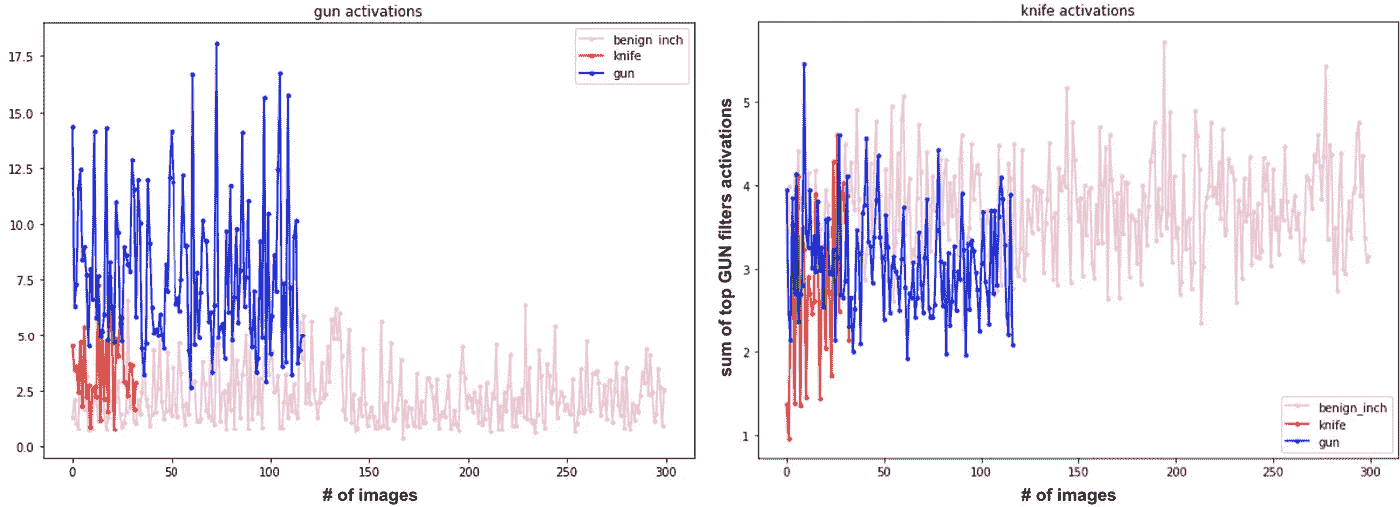 gun activations
17.5
15.0
12.5
10.0
7.5
5.0
2.5
0.0
benign_inch
knife
gun
0
50
100
150
200
250
300
# of images
knife activations
sum of top GUN filters activations
5
4
3
2
1
benign_inch
knife
gun
0
50
100
150
200
250
300
# of images